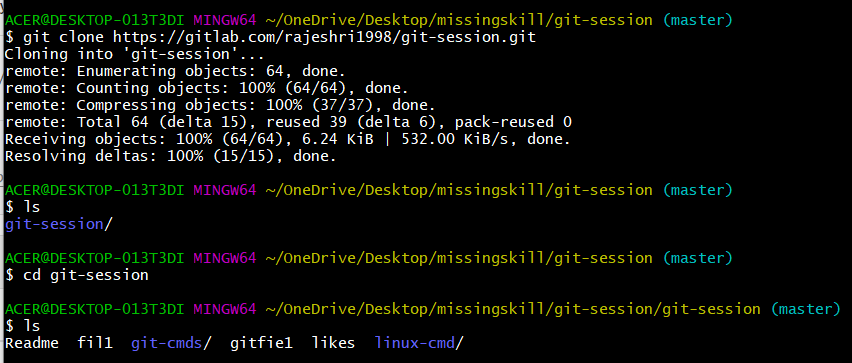 ACER@DESKTOP-013T3DI MINGW64 ~/OneDrive/Desktop/missingskill/git-session (master)
$ git clone https://gitlab.com/rajeshri1998/git-session.git
Cloning into 'git-session'...
remote: Enumerating objects: 64, done.
remote: Counting objects: 100% (64/64), done.
remote: Compressing objects: 100% (37/37), done.
remote: Total 64 (delta 15), reused 39 (delta 6), pack-reused 0
Receiving objects: 100% (64/64), 6.24 KiB | 532.00 KiB/s, done.
Resolving deltas: 100% (15/15), done.
ACER@DESKTOP-013T3DI MINGW64 ~/OneDrive/Desktop/missingskill/git-session (master)
$ ls
git-session/
ACER@DESKTOP-013T3DI MINGW64 ~/OneDrive/Desktop/missingskill/git-session (master)
$ cd git-session
ACER@DESKTOP-013T3DI MINGW64 ~/OneDrive/Desktop/missingskill/git-session/git-session (master)
$ ls
Readme  fil1  git-cmds/  gitfie1  likes  linux-cmd/